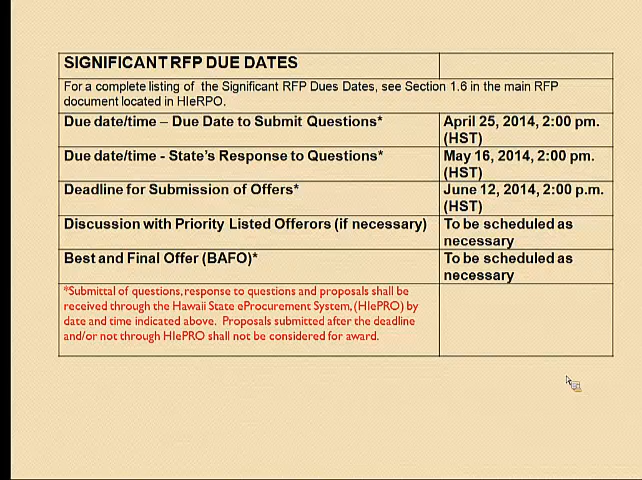 SIGNIFICANT RFP DUE DATES
For a complete listing of the Significant RFP Dues Dates, see Section 1.6 in the main RFP
document located in HIeRPO.
Due date/time – Due Date to Submit Questions*
April 25, 2014, 2:00 pm.
(HST)
Due date/time - State's Response to Questions*
May 16, 2014, 2:00 pm.
(HST)
Deadline for Submission of Offers*
June 12, 2014, 2:00 p.m.
(HST)
Discussion with Priority Listed Offerors (if necessary)
To be scheduled as
necessary
Best and Final Offer (BAFO)*
To be scheduled as
necessary
*Submittal of questions, response to questions and proposals shall be
received through the Hawaii State eProcurement System, (HIePRO) by
date and time indicated above. Proposals submitted after the deadline
and/or not through HIePRO shall not be considered for award.